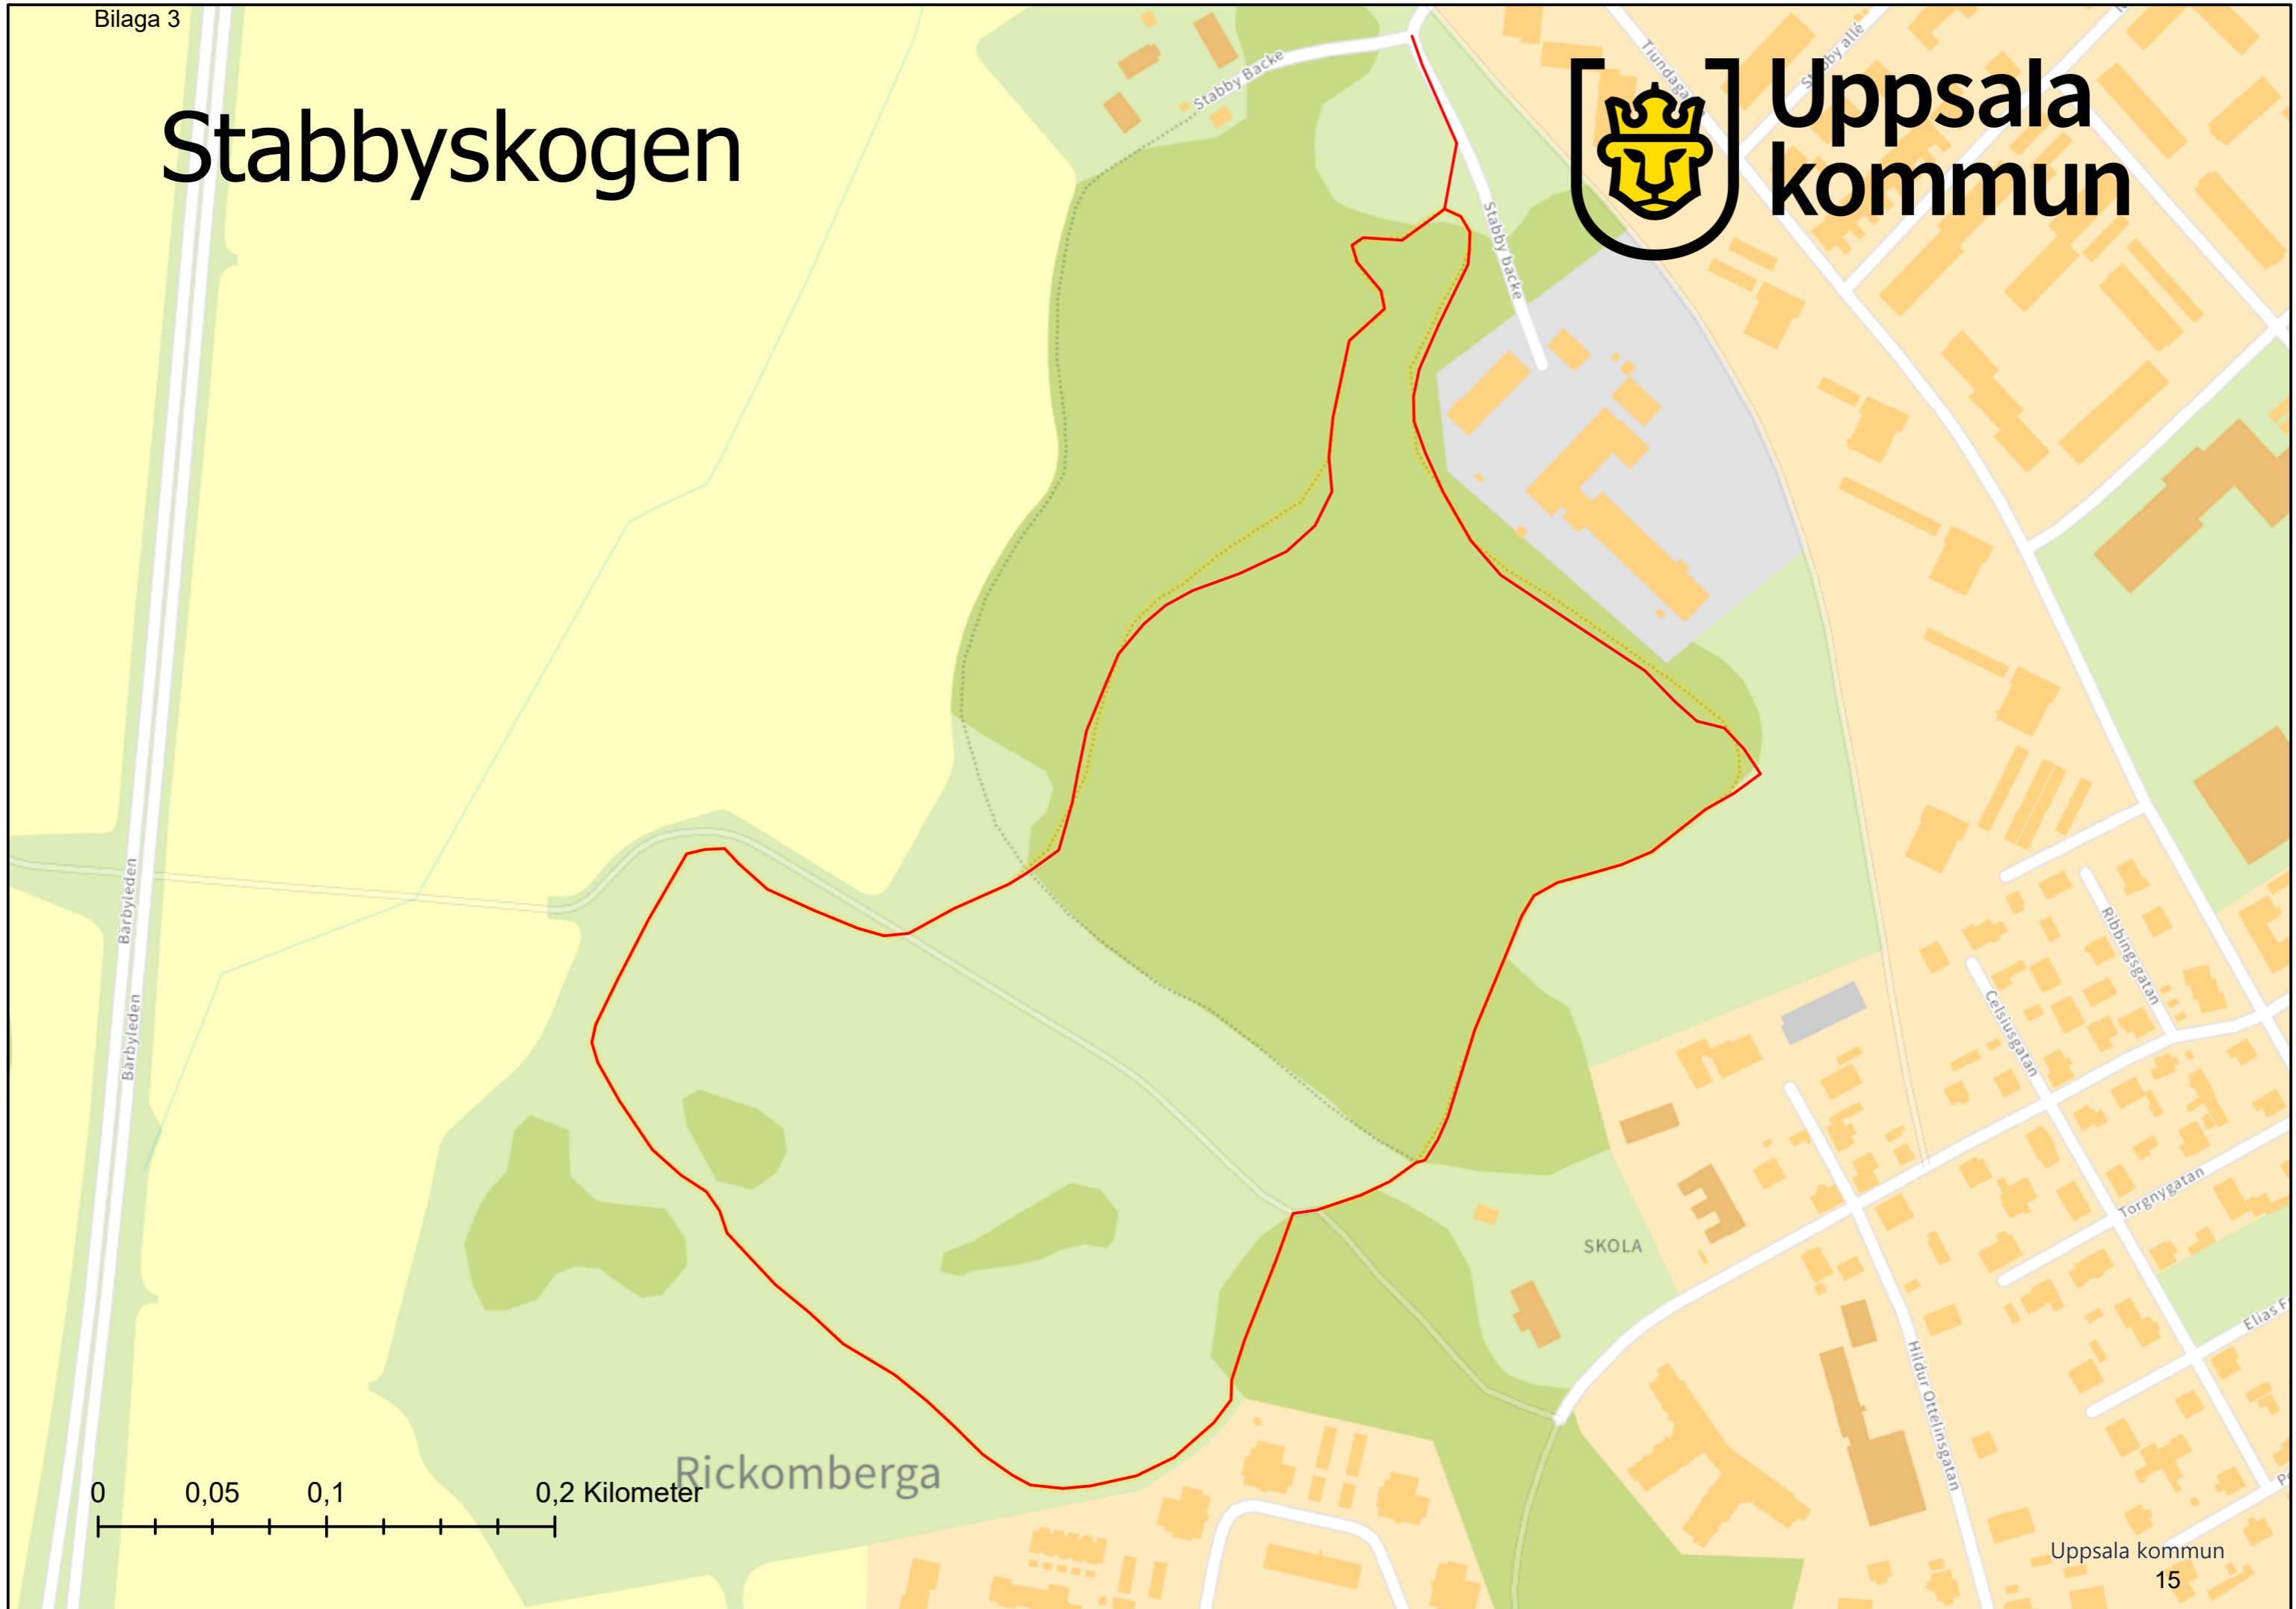 Bilaga 3
Stabbyskogen
Uppsala
kommun
Stabby Backe
Stabby allé
Stabby backe
Bärbyleden
Bärbyleden
Ribbingsgatan
Celsiusgatan
Torgnygatan
SKOLA
Hildur Ottelinsgatan
Rickomberga
0 0,05 0,1 0,2 Kilometer
Uppsala kommun
15